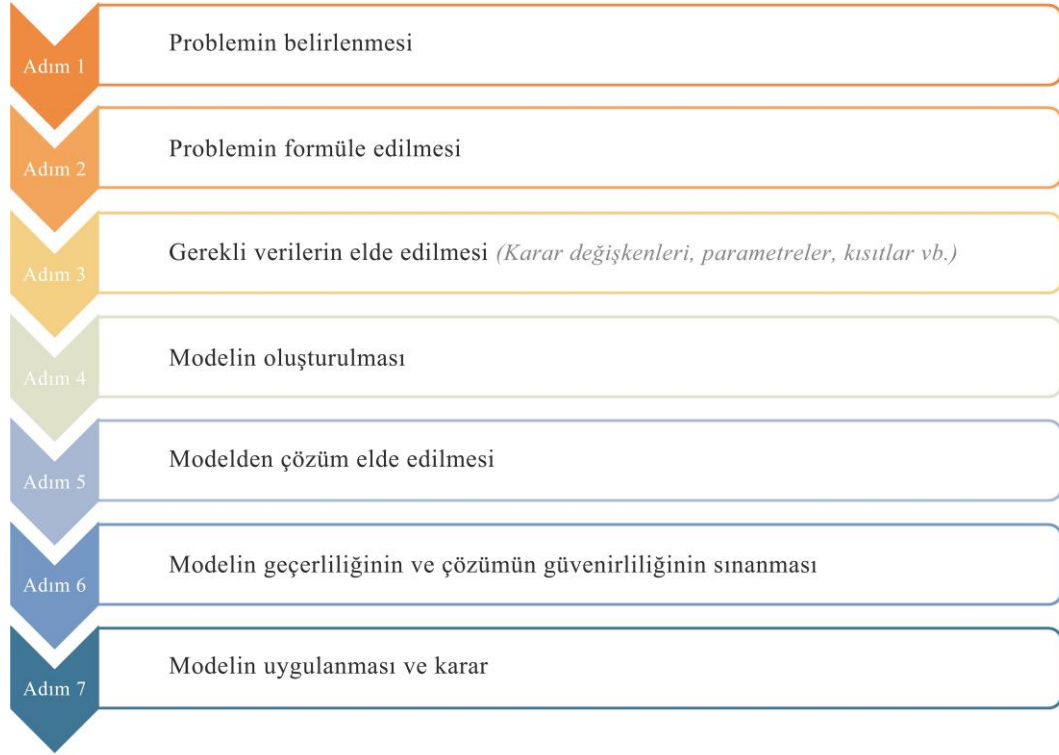 Adım 1
Problemin belirlenmesi
Adım 2
Problemin formüle edilmesi
Adım 3
Gerekli verilerin elde edilmesi (Karar değişkenleri, parametreler, kısıtlar vb.)
Adım 4
Modelin oluşturulması
Adım 5
Modelden çözüm elde edilmesi
Adım 6
Modelin geçerliliğinin ve çözümün güvenirliliğinin sınanması
Adım 7
Modelin uygulanması ve karar